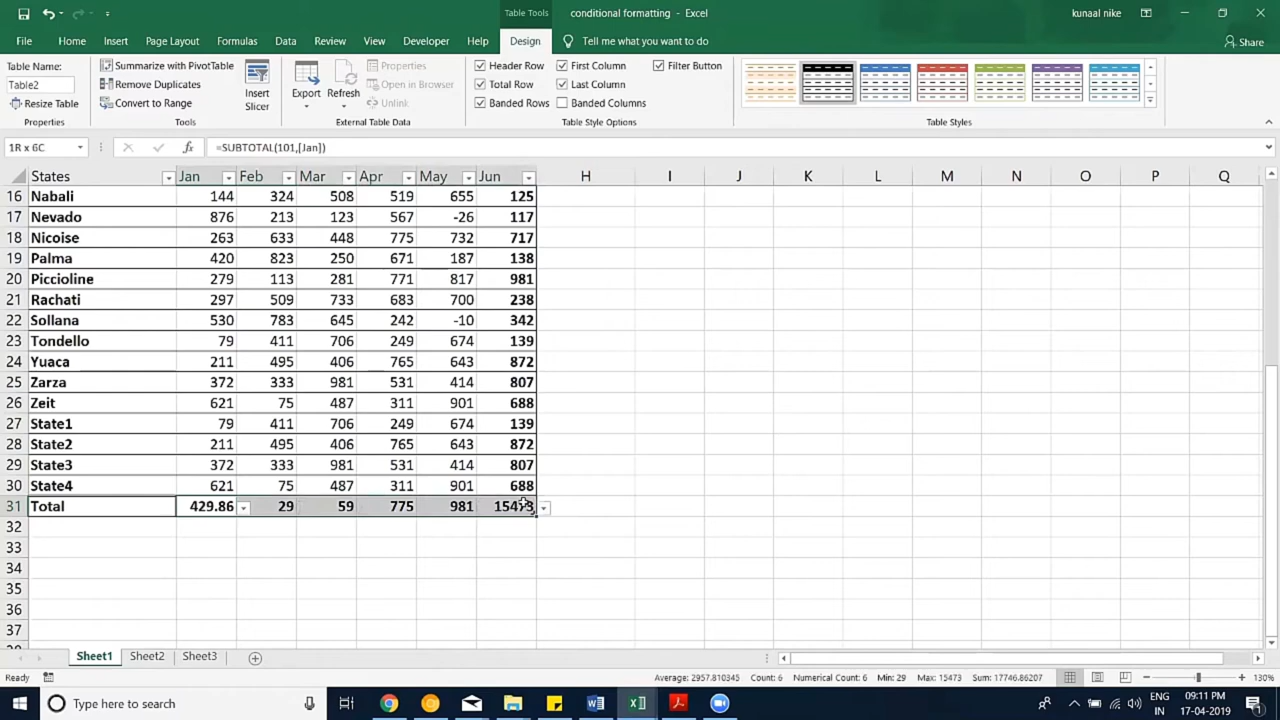 Table Tools
conditional formatting - Excel
kunaal nike
File Home Insert Page Layout Formulas Data Review View Developer Help Design Tell me what you want to do Share
Table Name: Summarize with PivotTable Properties Header Row First Column Filter Button
Table2 Remove Duplicates Open in Browser Total Row Last Column
Resize Table Convert to Range Insert Slicer Export Refresh Unlink Banded Rows Banded Columns
Properties Tools External Table Data Table Style Options Table Styles
1R x 6C fx =SUBTOTAL(101,[Jan])
States Jan Feb Mar Apr May Jun H I J K L M N O P Q
16 Nabali 144 324 508 519 655 125
17 Nevado 876 213 123 567 -26 117
18 Nicoise 263 633 448 775 732 717
19 Palma 420 823 250 671 187 138
20 Piccioline 279 113 281 771 817 981
21 Rachati 297 509 733 683 700 238
22 Sollana 530 783 645 242 -10 342
23 Tondello 79 411 706 249 674 139
24 Yuaca 211 495 406 765 643 872
25 Zarza 372 333 981 531 414 807
26 Zeit 621 75 487 311 901 688
27 State1 79 411 706 249 674 139
28 State2 211 495 406 765 643 872
29 State3 372 333 981 531 414 807
30 State4 621 75 487 311 901 688
31 Total 429.86 29 59 775 981 15473
32
33
34
35
36
37
Sheet1 Sheet2 Sheet3
Ready Average: 2957.810345 Count: 6 Numerical Count: 6 Min: 29 Max: 15473 Sum: 17746.86207 130%
Type here to search ENG 09:11 PM
IN 17-04-2019